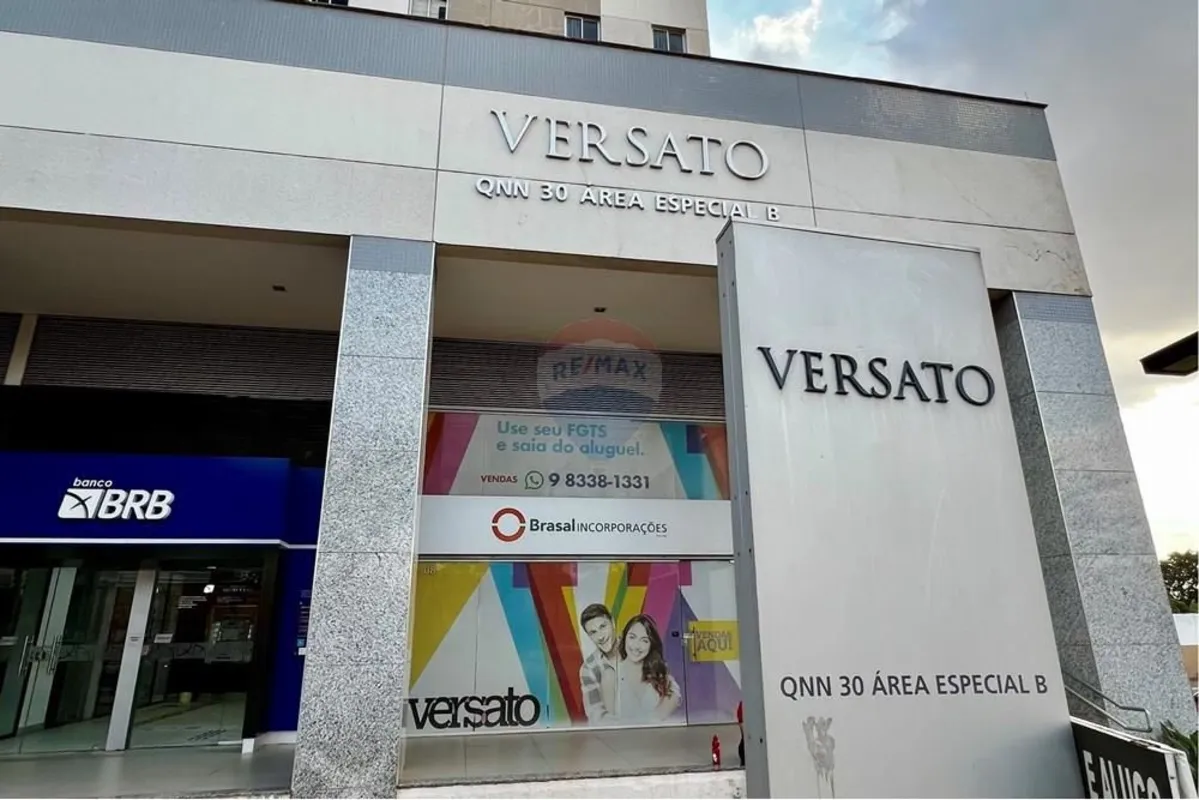 VERSATO
QNN 30 ÁREA ESPECIAL B
VERSATO
QNN 30 ÁREA ESPECIAL B
banco
BRB
RE/MAX
Use seu FGTS
e saia do aluguel.
VENDAS 9 8338-1331
Brasal INCORPORAÇÕES
VENDAS
AQUI
versato
E ALUGO